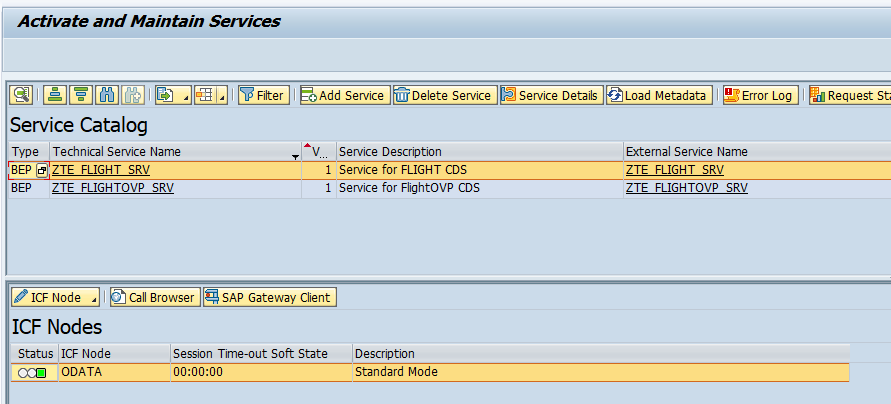 Activate and Maintain Services
Filter Add Service Delete Service Service Details Load Metadata Error Log Request Sta
Service Catalog
Type Technical Service Name V... Service Description External Service Name
BEP ZTE_FLIGHT_SRV 1 Service for FLIGHT CDS ZTE_FLIGHT_SRV
BEP ZTE_FLIGHTOVP_SRV 1 Service for FlightOVP CDS ZTE_FLIGHTOVP_SRV
ICF Node Call Browser SAP Gateway Client
ICF Nodes
Status ICF Node Session Time-out Soft State Description
ODATA 00:00:00 Standard Mode